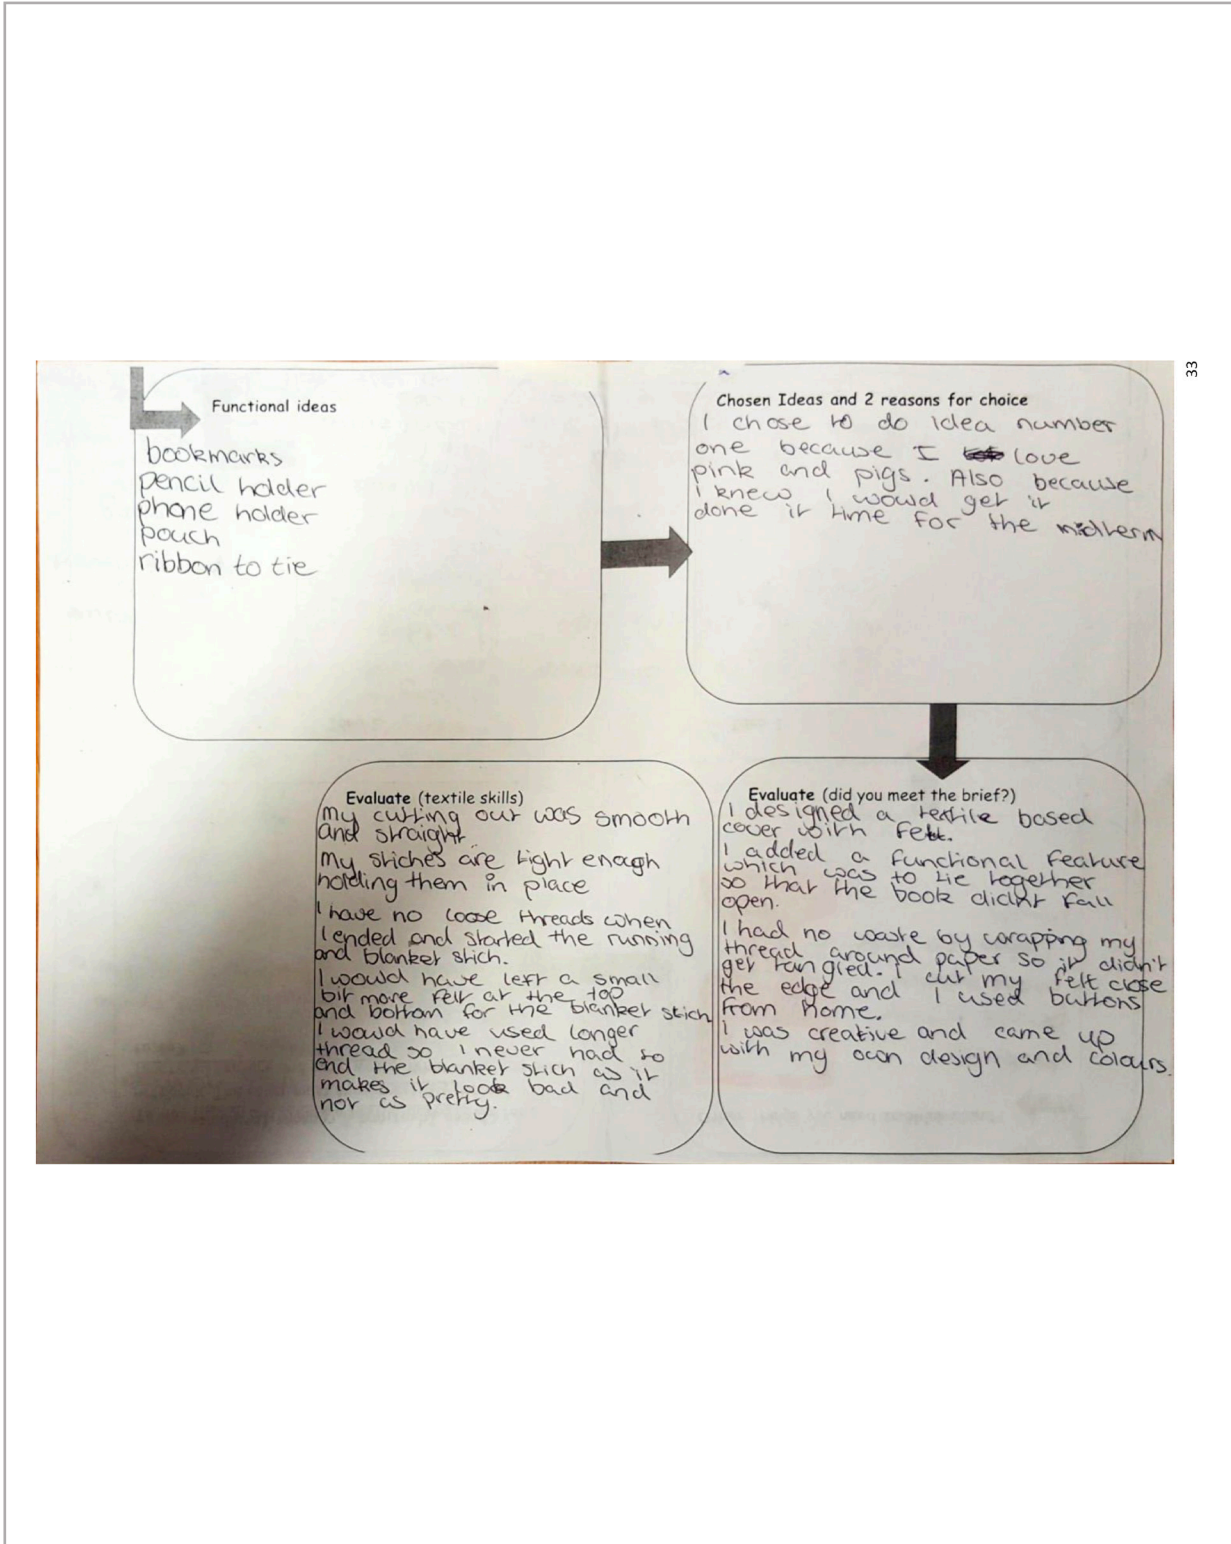 33
Functional ideas
bookmarks
pencil holder
phone holder
pouch
ribbon to tie
Chosen Ideas and 2 reasons for choice
I chose to do idea number
one because I love
pink and pigs. Also because
i knew i would get it
done it time for the midterm
Evaluate (did you meet the brief?)
I designed a textile based
cover with felt.
I added a functional feature
which was to tie together
so that the book didnt fall
open.
I had no waste by wrapping my
thread around paper so it didn't
get tangled. I cut my felt close
the edge and I used buttons
from home.
I was creative and came up
with my own design and colours.
Evaluate (textile skills)
my cutting out was smooth
and straight.
my stiches are tight enough
holding them in place
I have no loose threads when
I ended and started the running
and blanket stich.
I would have left a small
bit more felt at the top
and bottom for the blanket stich
I would have used longer
thread so I never had to
end the blanket stich as it
makes it look bad and
not as pretty.